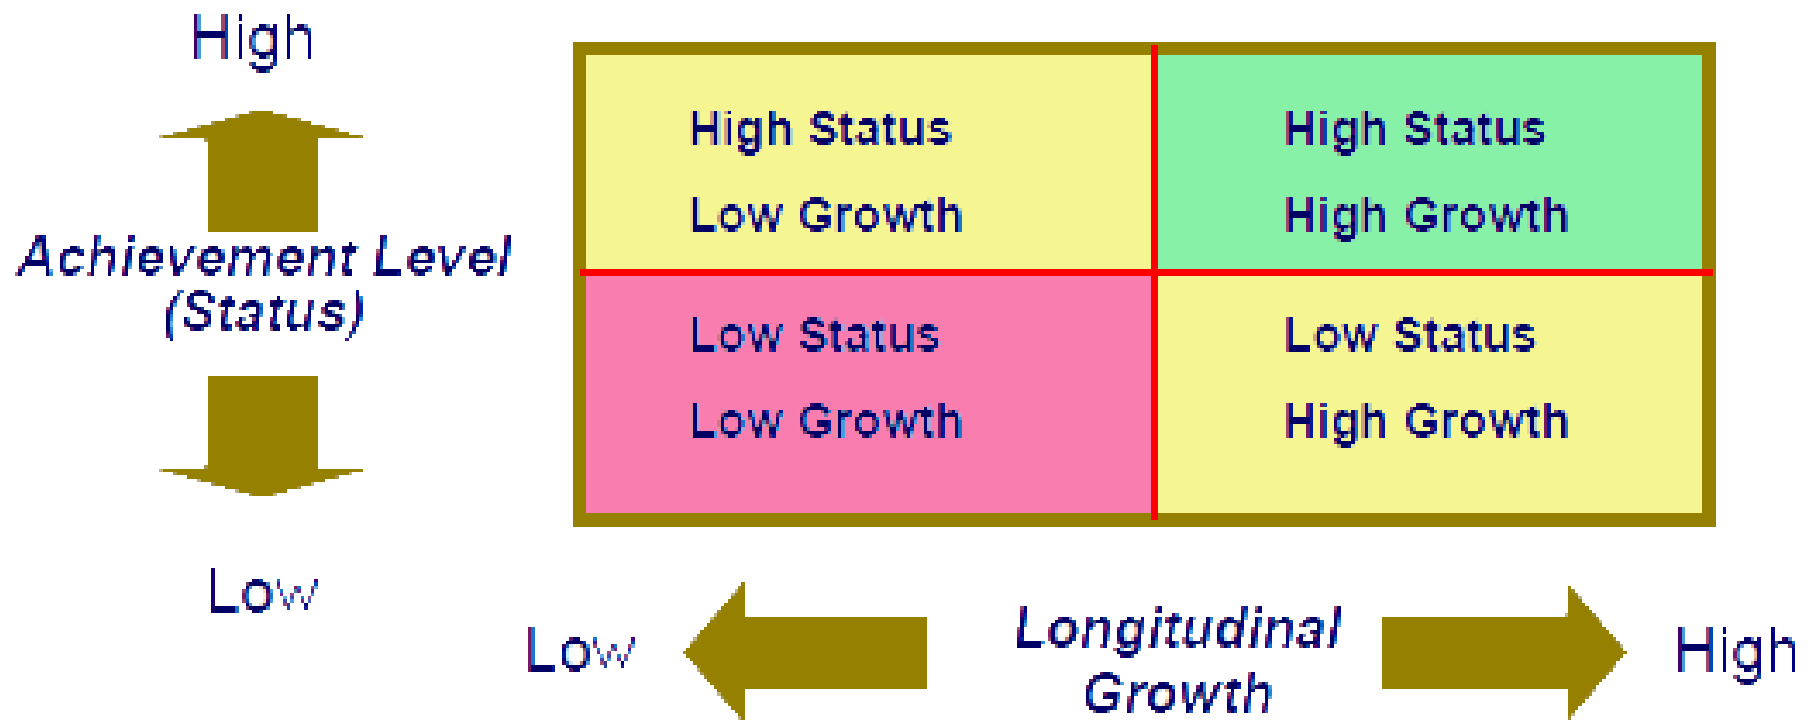 High
High Status
High Status
Low Growth
High Growth
Achievement Level
(Status)
Low Status
Low Status
Low Growth
High Growth
Low
Low
Longitudinal
Growth
High